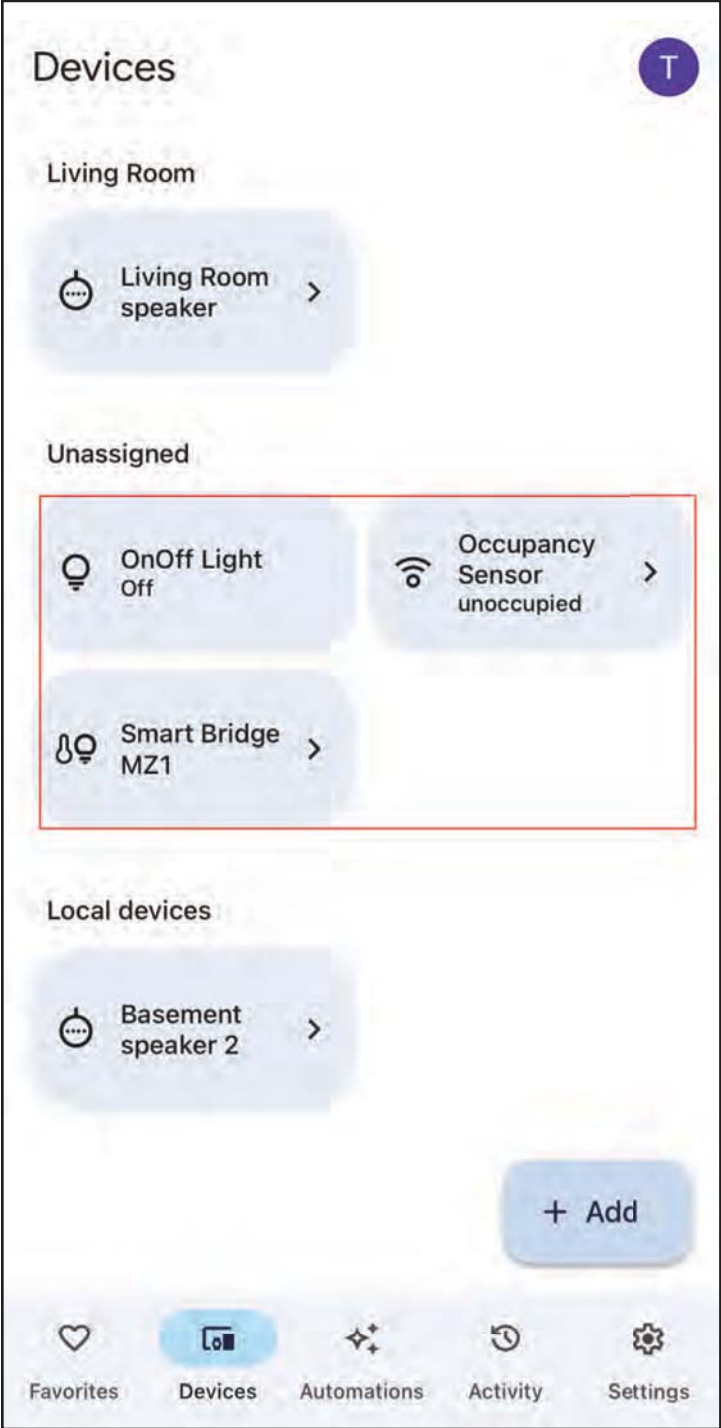 Devices
T
Living Room
Living Room
speaker
Unassigned
OnOff Light
Off
Occupancy
Sensor
unoccupied
Smart Bridge
MZ1
Local devices
Basement
speaker 2
+ Add
Favorites
Devices
Automations
Activity
Settings